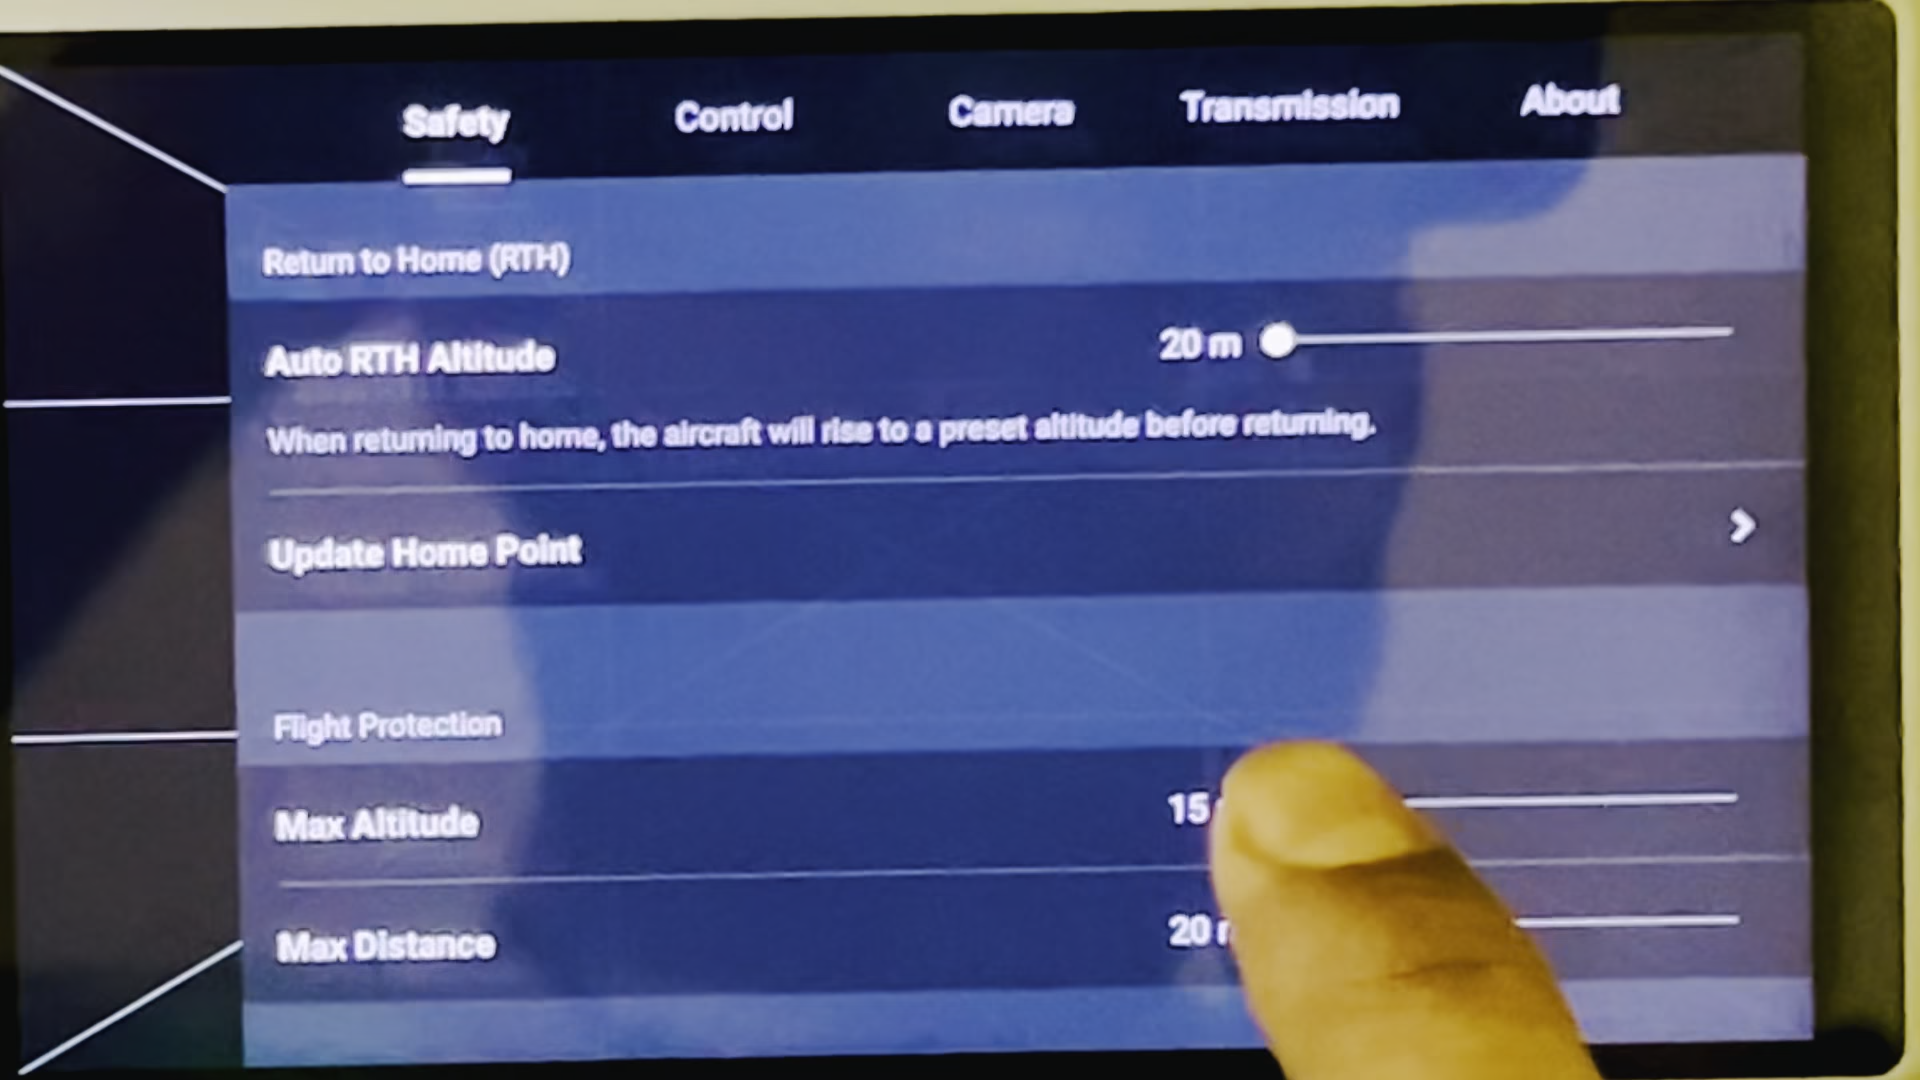 Safety Control Camera Transmission About
Return to Home (RTH)
Auto RTH Altitude 20 m
When returning to home, the aircraft will rise to a preset altitude before returning.
Update Home Point
Flight Protection
Max Altitude 15
Max Distance 20